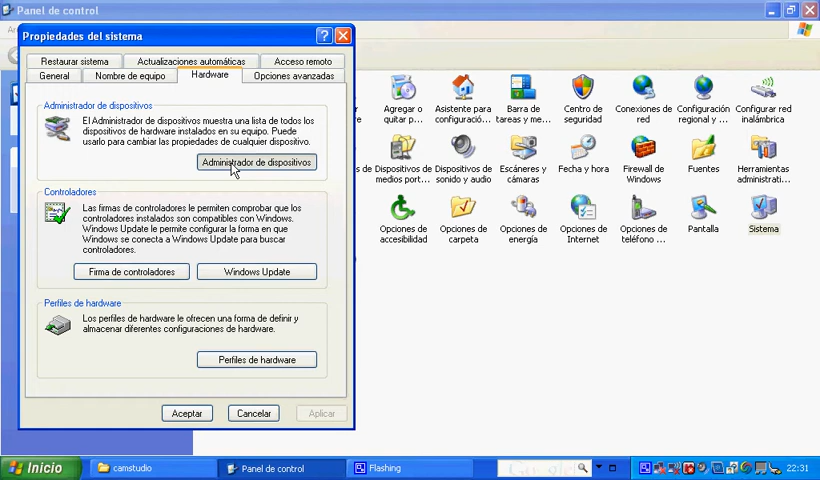 Panel de control
Propiedades del sistema
Restaurar sistema
Actualizaciones automáticas
Acceso remoto
General
Nombre de equipo
Hardware
Opciones avanzadas
Administrador de dispositivos
El Administrador de dispositivos muestra una lista de todos los
dispositivos de hardware instalados en su equipo. Puede
usarlo para cambiar las propiedades de cualquier dispositivo.
Administrador de dispositivos
Controladores
Las firmas de controladores le permiten comprobar que los
controladores instalados son compatibles con Windows.
Windows Update le permite configurar la forma en que
Windows se conecta a Windows Update para buscar
controladores.
Firma de controladores
Windows Update
Perfiles de hardware
Los perfiles de hardware le ofrecen una forma de definir y
almacenar diferentes configuraciones de hardware.
Perfiles de hardware
Aceptar
Cancelar
Aplicar
Agregar o
quitar p...
Asistente para
configuració...
Barra de
tareas y me...
Centro de
seguridad
Conexiones de
red
Configuración
regional y ...
Configurar red
inalámbrica
Dispositivos de
medios port...
Dispositivos de
sonido y audio
Escáneres y
cámaras
Fecha y hora
Firewall de
Windows
Fuentes
Herramientas
administrati...
Opciones de
accesibilidad
Opciones de
carpeta
Opciones de
energía
Opciones de
Internet
Opciones de
teléfono ...
Pantalla
Sistema
Inicio
camstudio
Panel de control
Flashing
Google
22:31